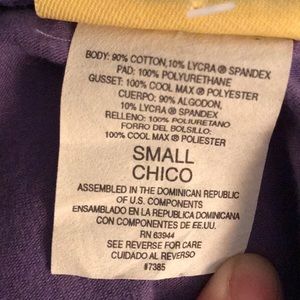 BODY: 90% COTTON, 10% LYCRA ® SPANDEX
PAD: 100% POLYURETHANE
GUSSET: 100% COOL MAX ® POLYESTER
CUERPO: 90% ALGODON,
10% LYCRA ® SPANDEX
RELLENO: 100% POLIURETANO
FORRO DEL BOLSILLO:
100% COOL MAX ® POLIESTER
SMALL
CHICO
ASSEMBLED IN THE DOMINICAN REPUBLIC
OF U.S. COMPONENTS
ENSAMBLADO EN LA REPUBLICA DOMINICANA
CON COMPONENTES DE EE.UU.
RN 63944
SEE REVERSE FOR CARE
CUIDADO AL REVERSO
#7385